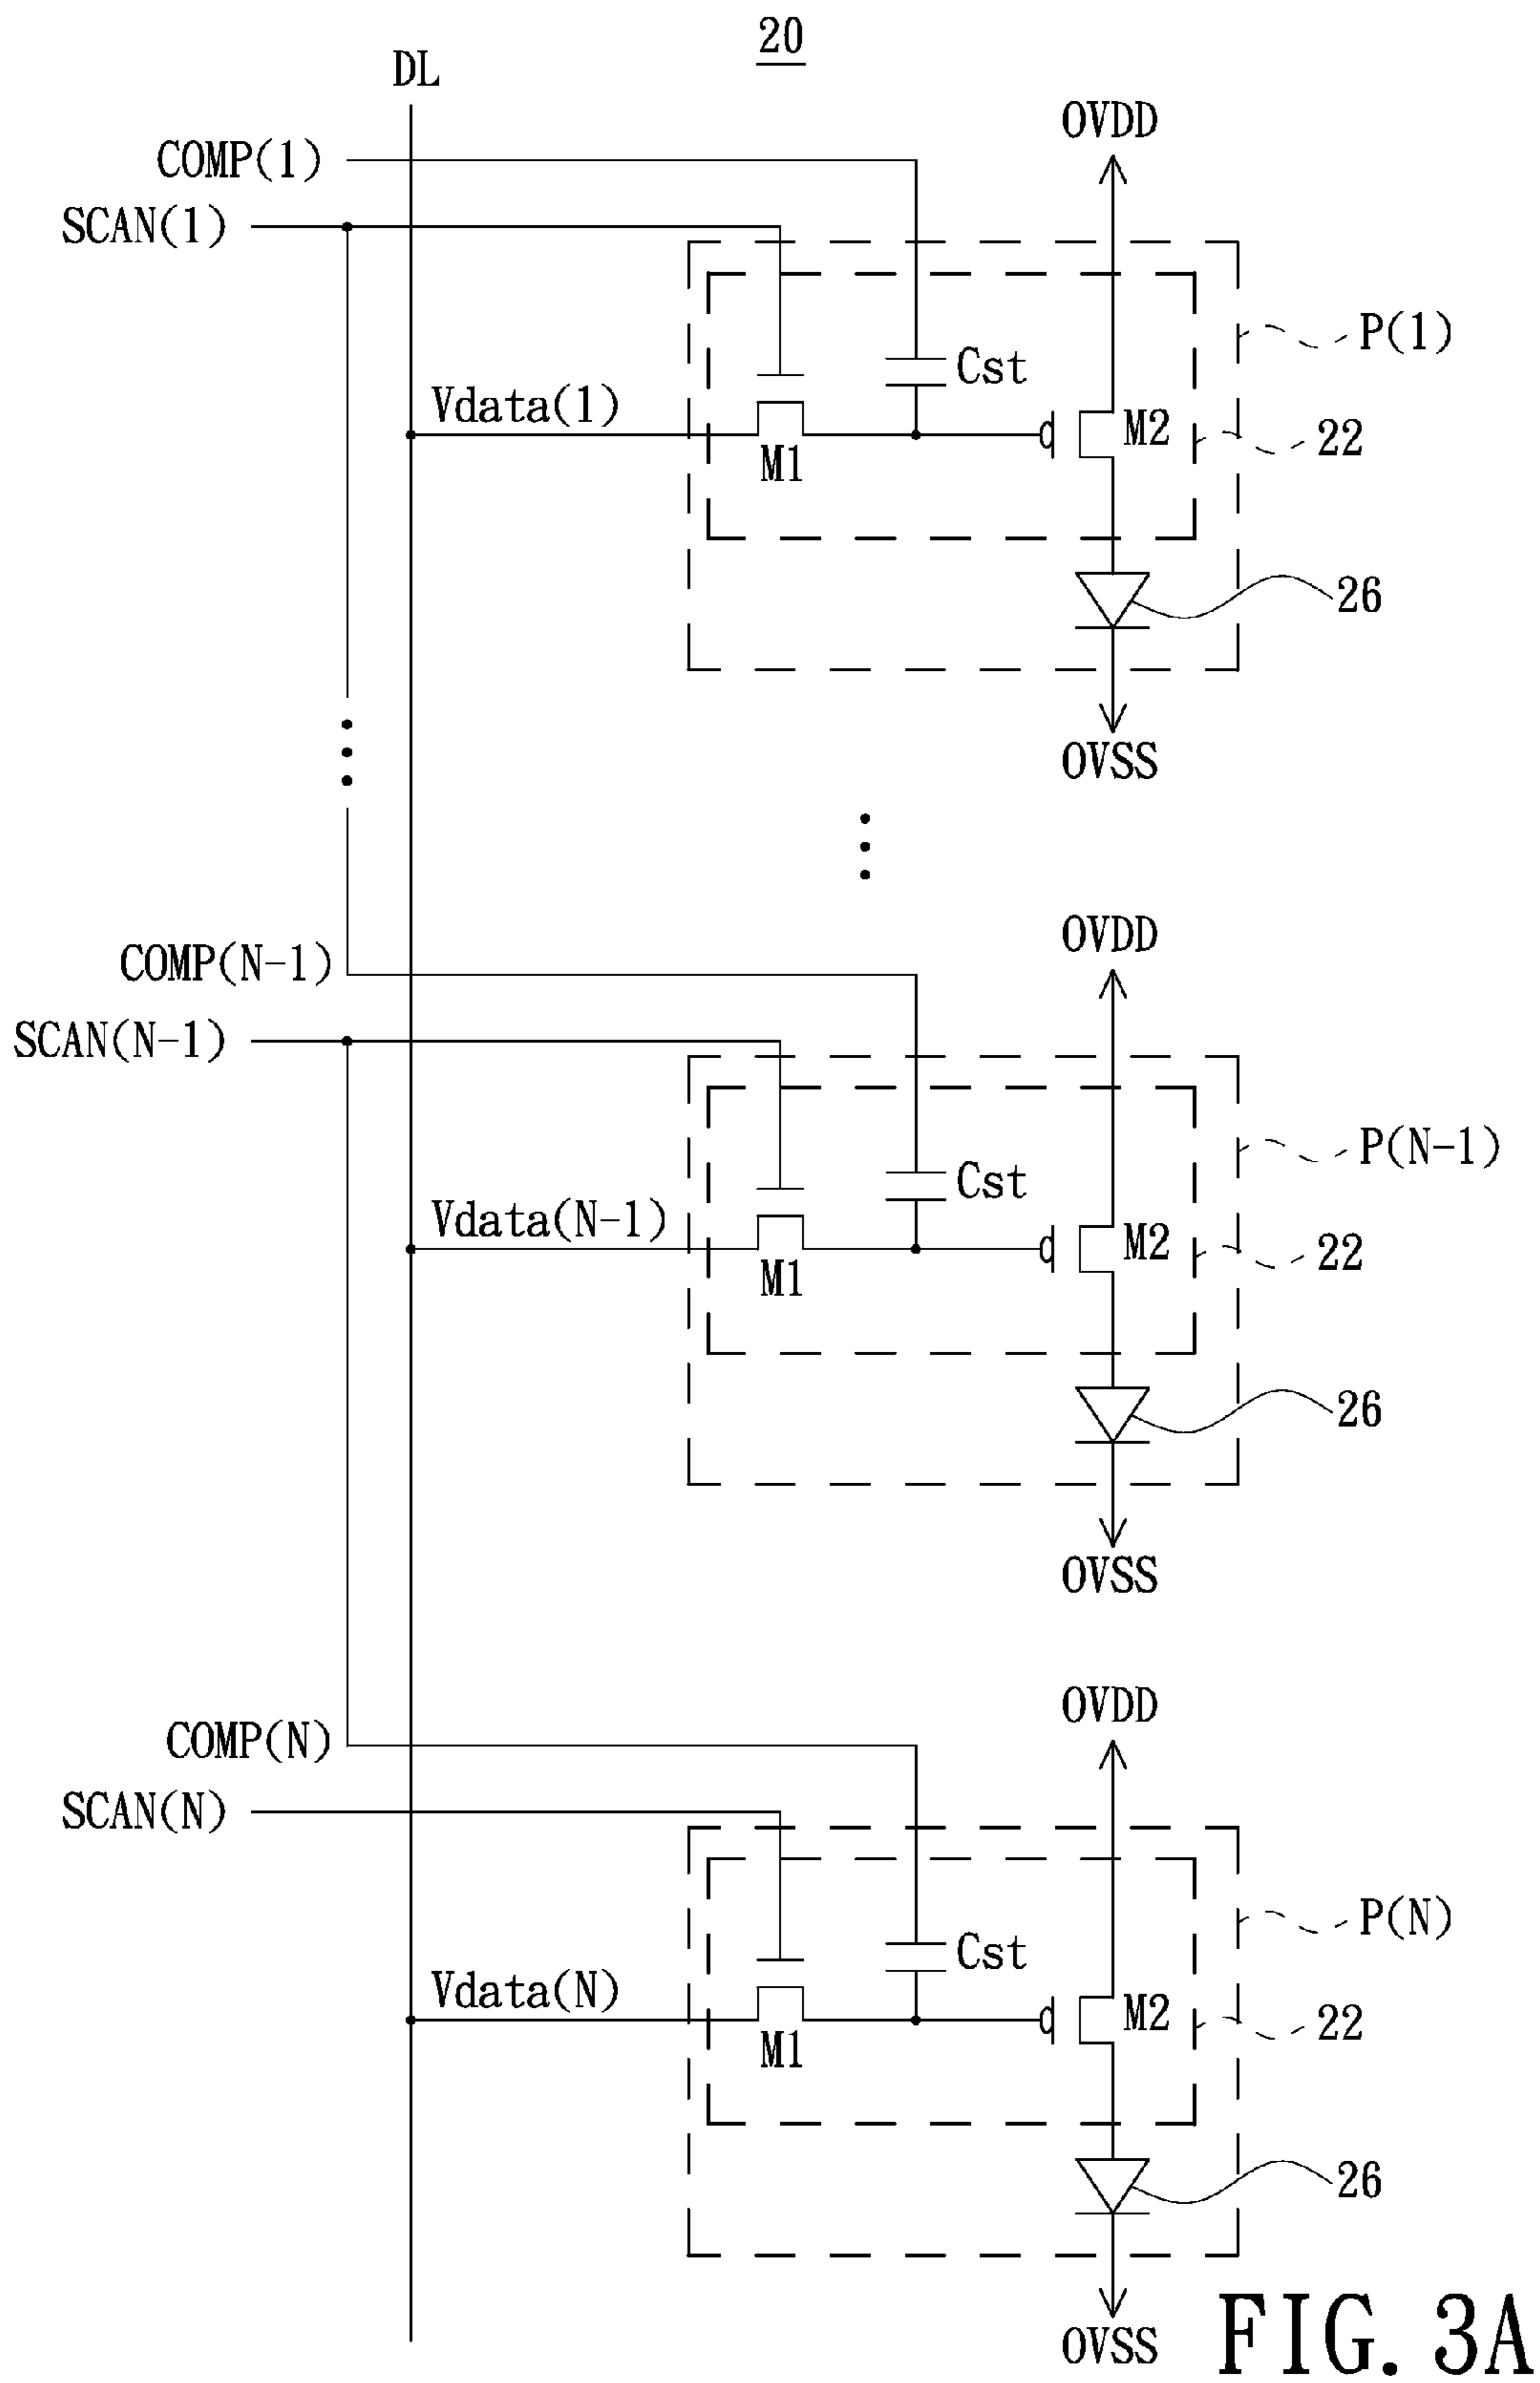 20
DL
OVDD
COMP(1)
SCAN(1)
P(1)
Cst
Vdata(1)
M2
22
M1
26
OVSS
OVDD
COMP(N-1)
SCAN(N-1)
P(N-1)
Cst
Vdata(N-1)
M2
22
M1
26
OVSS
OVDD
COMP(N)
SCAN(N)
P(N)
Cst
Vdata(N)
M2
22
M1
26
OVSS
FIG. 3A